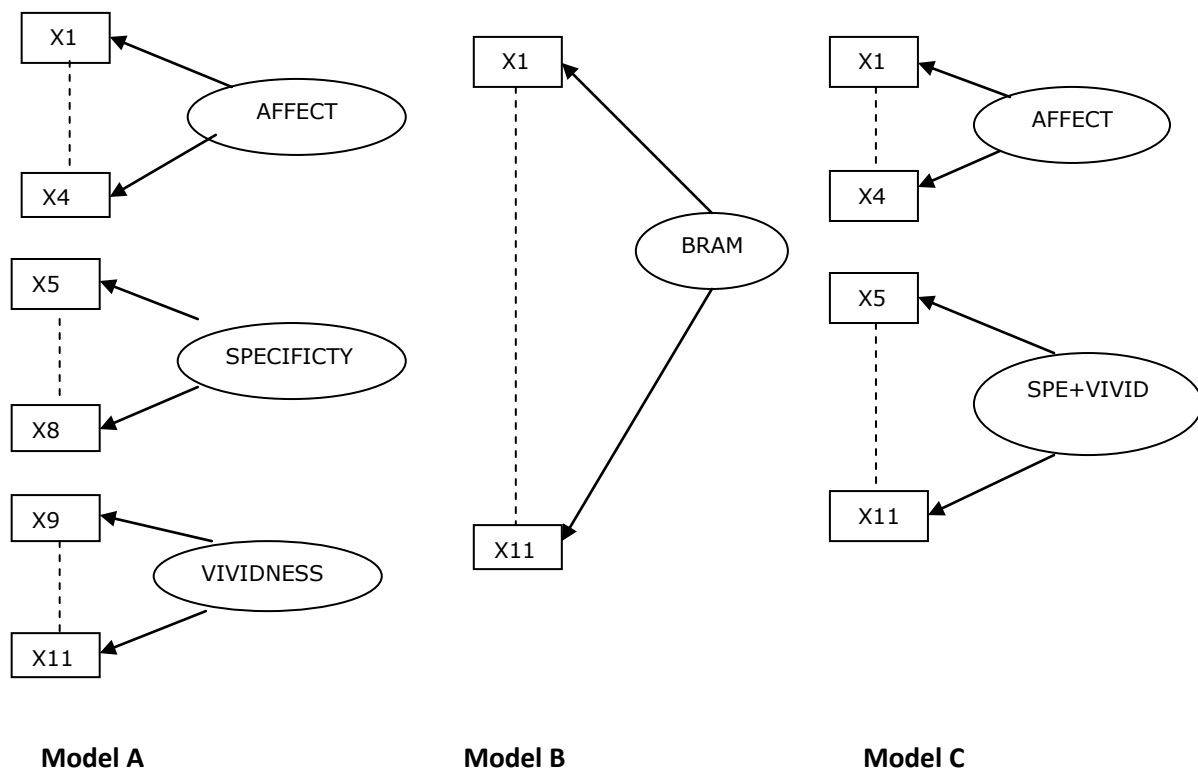 X1
AFFECT
X4
X5
SPECIFICTY
X8
X9
VIVIDNESS
X11
Model A
X1
BRAM
X11
Model B
X1
AFFECT
X4
X5
SPE+VIVID
X11
Model C